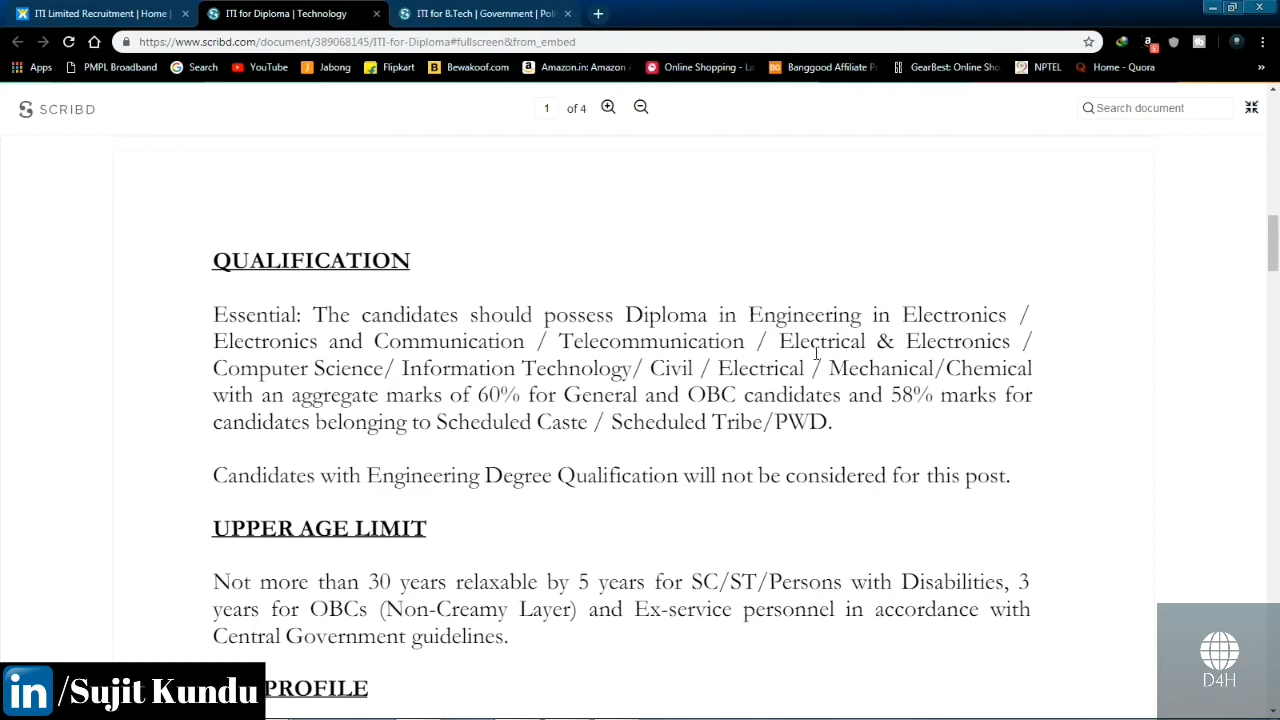 ITI Limited Recruitment | Home |
ITI for Diploma | Technology
ITI for B.Tech | Government | Poli
https://www.scribd.com/document/389068145/ITI-for-Diploma#fullscreen&from_embed
Apps PMPL Broadband Search YouTube Jabong Flipkart Bewakoof.com Amazon.in: Amazon Online Shopping - La Banggood Affiliate Pr GearBest: Online Sho NPTEL Home - Quora »
SCRIBD
1 of 4
Search document
QUALIFICATION
Essential: The candidates should possess Diploma in Engineering in Electronics /
Electronics and Communication / Telecommunication / Electrical & Electronics /
Computer Science/ Information Technology/ Civil / Electrical / Mechanical/Chemical
with an aggregate marks of 60% for General and OBC candidates and 58% marks for
candidates belonging to Scheduled Caste / Scheduled Tribe/PWD.
Candidates with Engineering Degree Qualification will not be considered for this post.
UPPER AGE LIMIT
Not more than 30 years relaxable by 5 years for SC/ST/Persons with Disabilities, 3
years for OBCs (Non-Creamy Layer) and Ex-service personnel in accordance with
Central Government guidelines.
PROFILE
in /Sujit Kundu
D4H